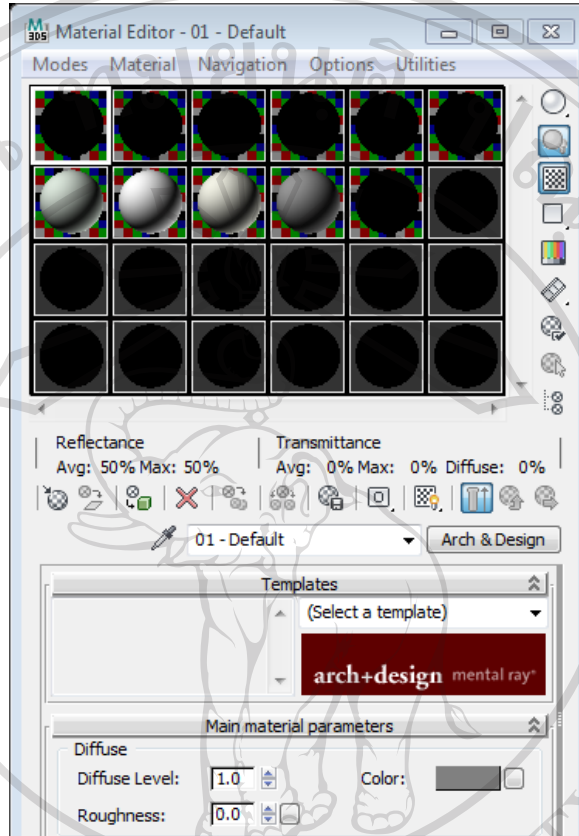 Material Editor - 01 - Default
Modes Material Navigation Options Utilities
Reflectance
Avg: 50% Max: 50%
Transmittance
Avg: 0% Max: 0% Diffuse: 0%
01 - Default
Arch & Design
Templates
(Select a template)
arch+design mental ray*
Main material parameters
Diffuse
Diffuse Level: 1.0
Color:
Roughness: 0.0